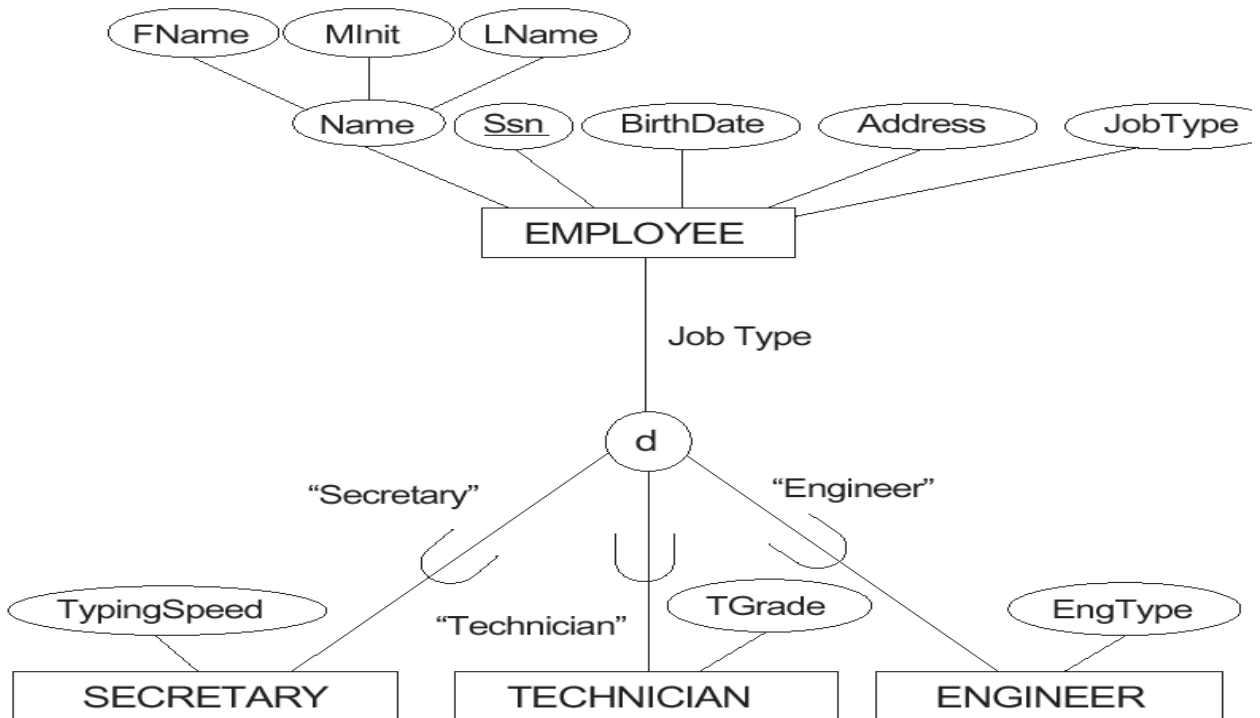 FName MInit LName
Name Ssn BirthDate Address JobType
EMPLOYEE
Job Type
d
“Secretary” “Engineer”
TypingSpeed “Technician” TGrade EngType
SECRETARY TECHNICIAN ENGINEER